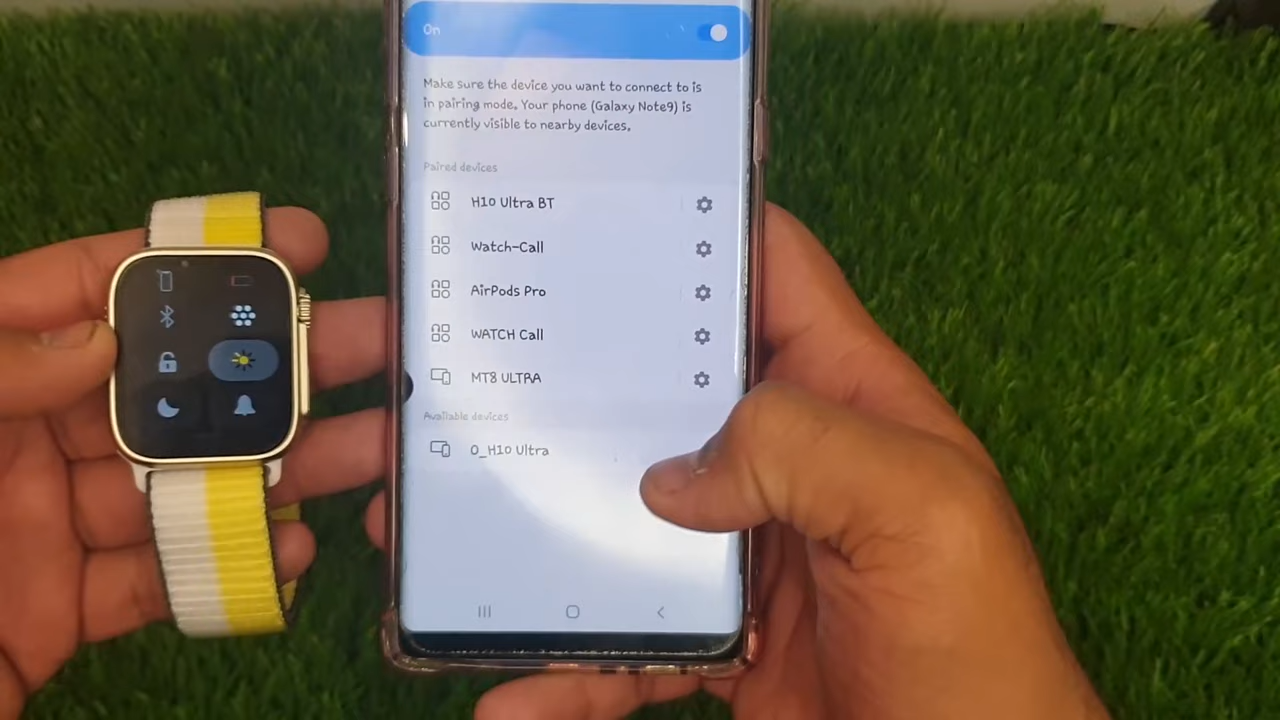 On
Make sure the device you want to connect to is
in pairing mode. Your phone (Galaxy Note9) is
currently visible to nearby devices.
Paired devices
H10 Ultra BT
Watch-Call
AirPods Pro
WATCH Call
MT8 ULTRA
Available devices
O_H10 Ultra